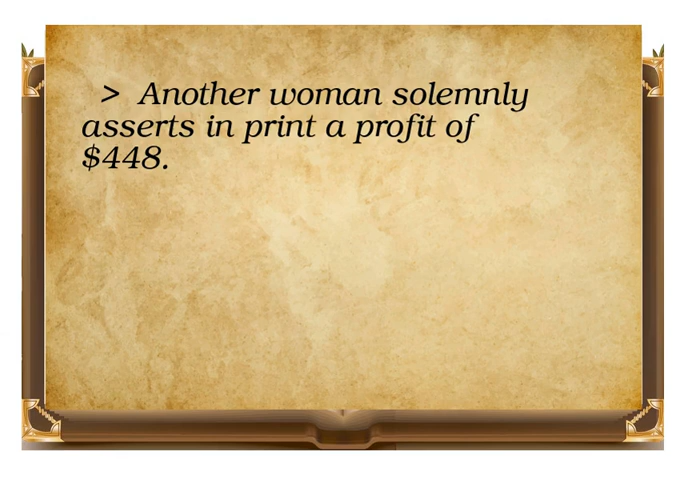 > Another woman solemnly
asserts in print a profit of
$448.